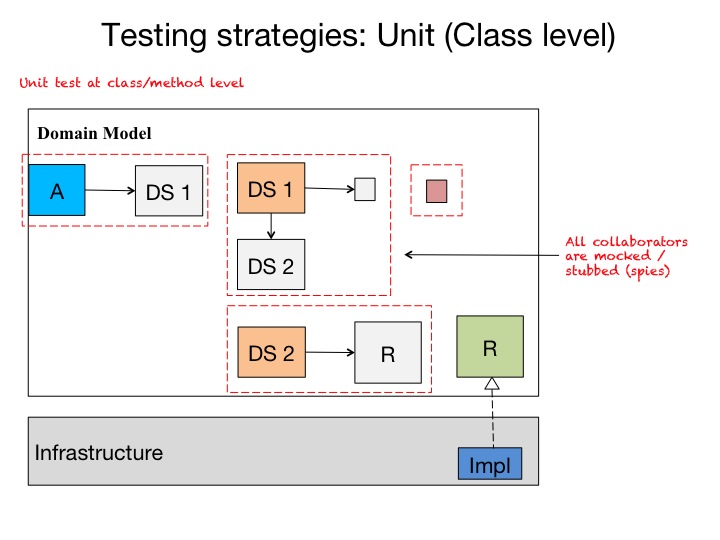 Testing strategies: Unit (Class level)
Unit test at class/method level
Domain Model
A
DS 1
DS 1
DS 2
All collaborators
are mocked /
stubbed (spies)
DS 2
R
R
Infrastructure
Impl